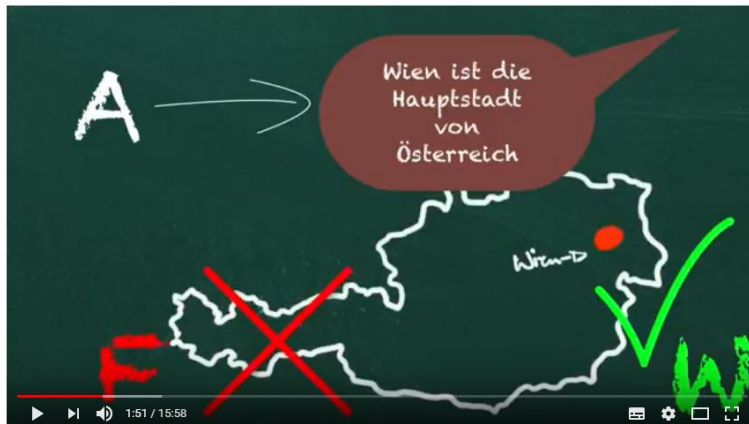 A
Wien ist die
Hauptstadt
von
Österreich
Wien
F
W
1:51 / 15:58